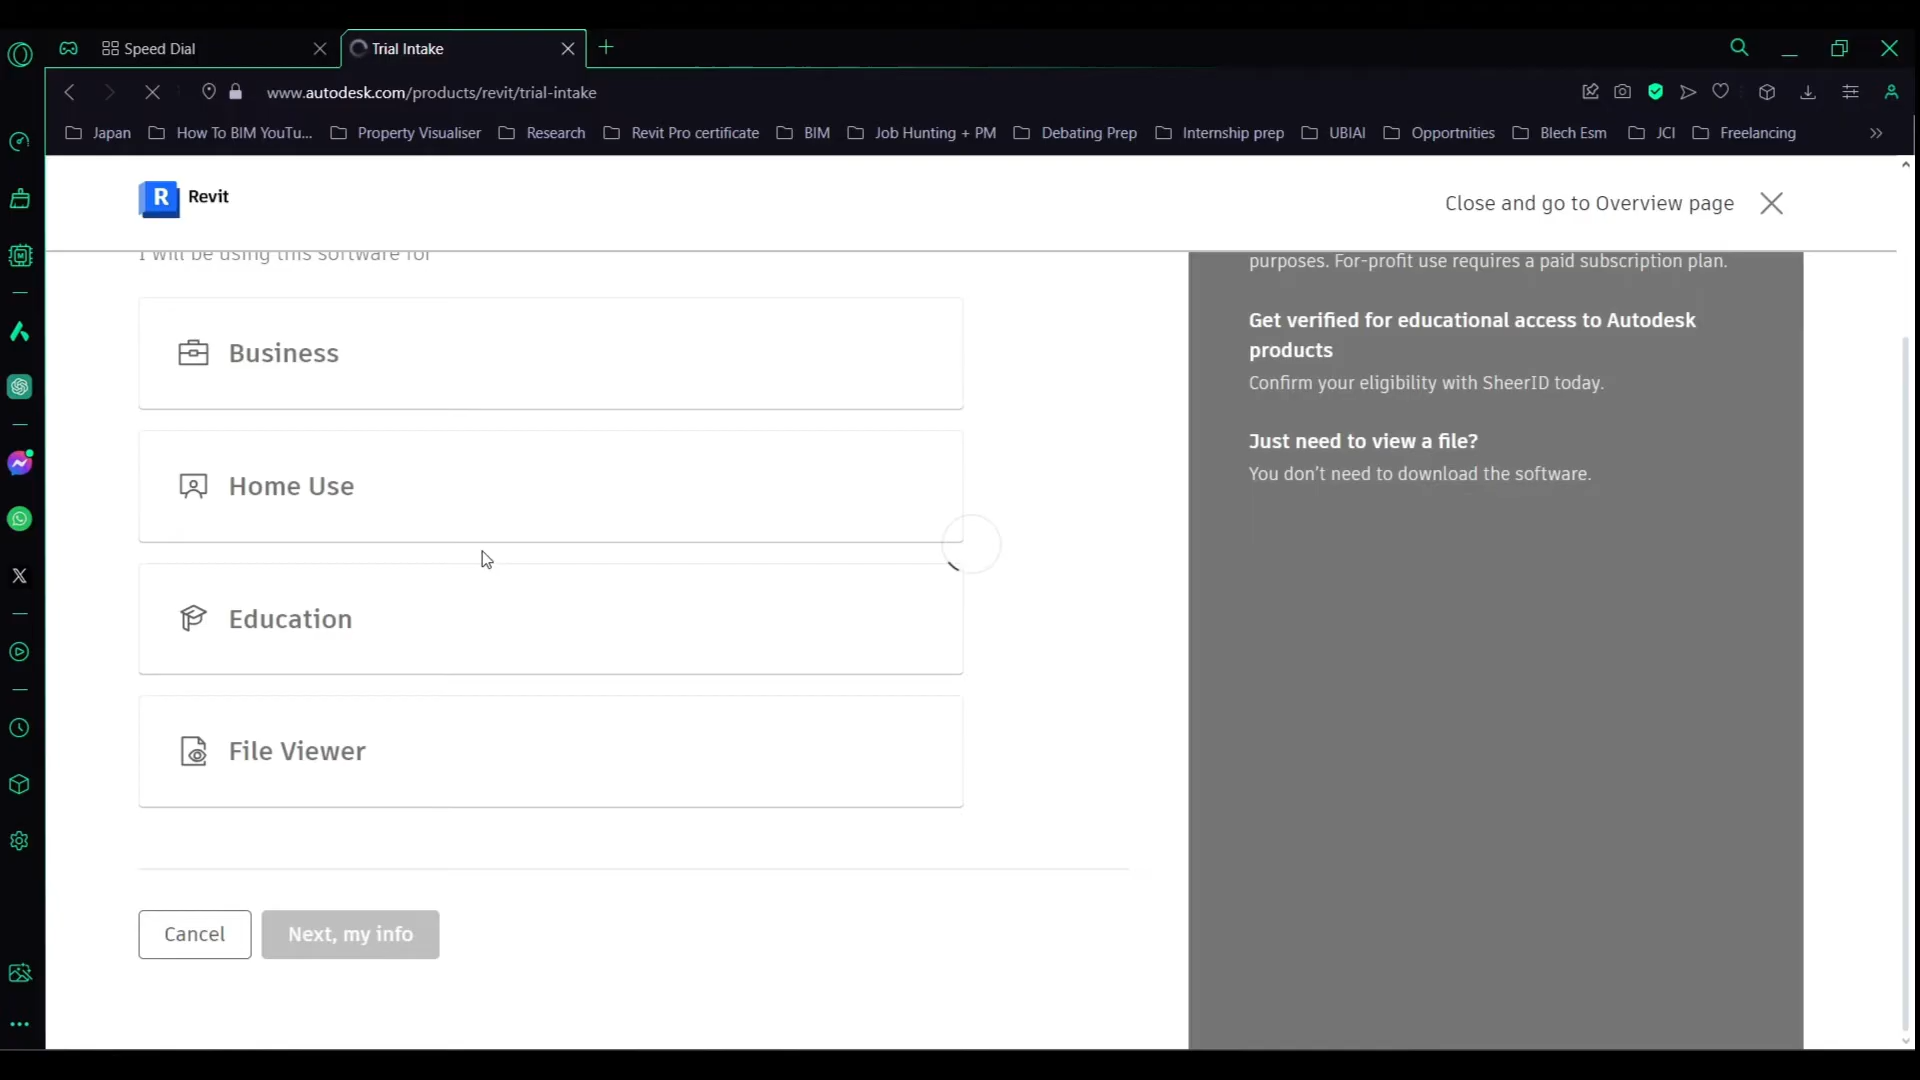 Speed Dial
Trial Intake
www.autodesk.com/products/revit/trial-intake
Japan
How To BIM YouTu...
Property Visualiser
Research
Revit Pro certificate
BIM
Job Hunting + PM
Debating Prep
Internship prep
UBIAI
Opportnities
Blech Esm
JCI
Freelancing
R Revit
Close and go to Overview page
I will be using this software for
Business
Home Use
Education
File Viewer
Cancel
Next, my info
purposes. For-profit use requires a paid subscription plan.
Get verified for educational access to Autodesk
products
Confirm your eligibility with SheerID today.
Just need to view a file?
You don’t need to download the software.